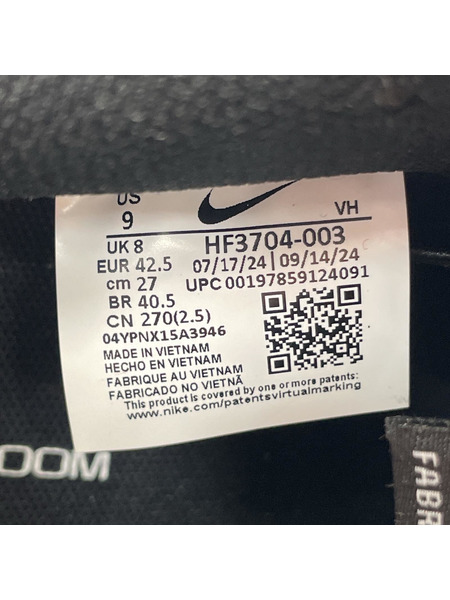 US
9
VH
UK 8
HF3704-003
EUR 42.5
07/17/24 | 09/14/24
cm 27
UPC 00197859124091
BR 40.5
CN 270(2.5)
04YPNX15A3946
MADE IN VIETNAM
HECHO EN VIETNAM
FABRIQUE AU VIETNAM
FABRICADO NO VIETNÃ
This product is covered by one or more patents:
www.nike.com/patentsvirtualmarking
OOM
FABR